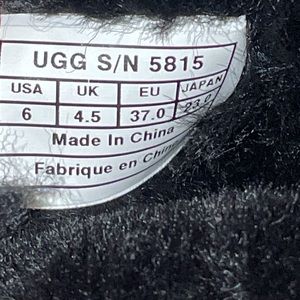 UGG S/N 5815
USA UK EU JAPAN
6 4.5 37.0 23.0
Made In China
Fabrique en Chine